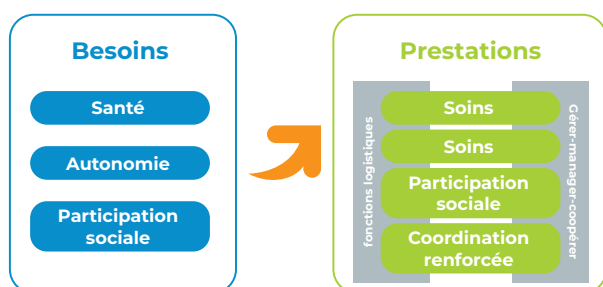 Besoins
Santé
Autonomie
Participation
sociale
Prestations
fonctions logistiques
Soins
Soins
Participation
sociale
Coordination
renforcée
Gérer-manager-coopérer